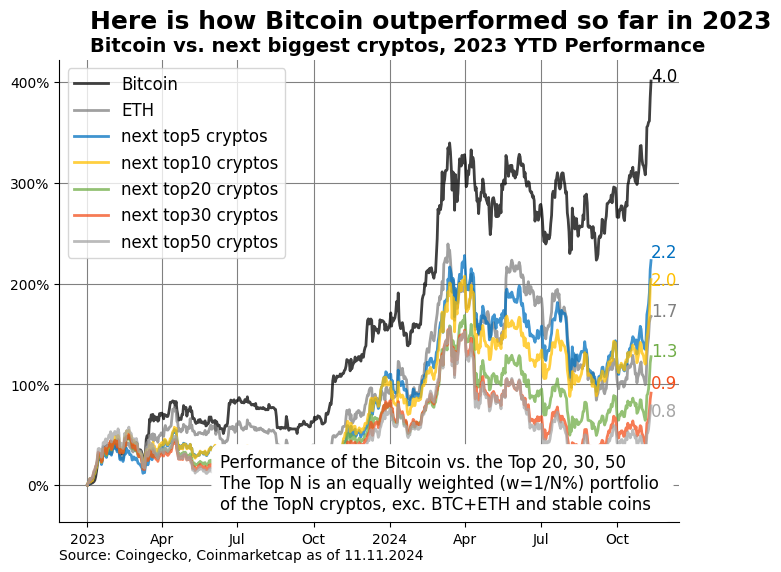 Here is how Bitcoin outperformed so far in 2023
Bitcoin vs. next biggest cryptos, 2023 YTD Performance
400%
300%
200%
100%
0%
Bitcoin
ETH
next top5 cryptos
next top10 cryptos
next top20 cryptos
next top30 cryptos
next top50 cryptos
4.0
2.2
2.0
1.7
1.3
0.9
0.8
Performance of the Bitcoin vs. the Top 20, 30, 50
The Top N is an equally weighted (w=1/N%) portfolio
of the TopN cryptos, exc. BTC+ETH and stable coins
2023 Apr Jul Oct 2024 Apr Jul Oct
Source: Coingecko, Coinmarketcap as of 11.11.2024